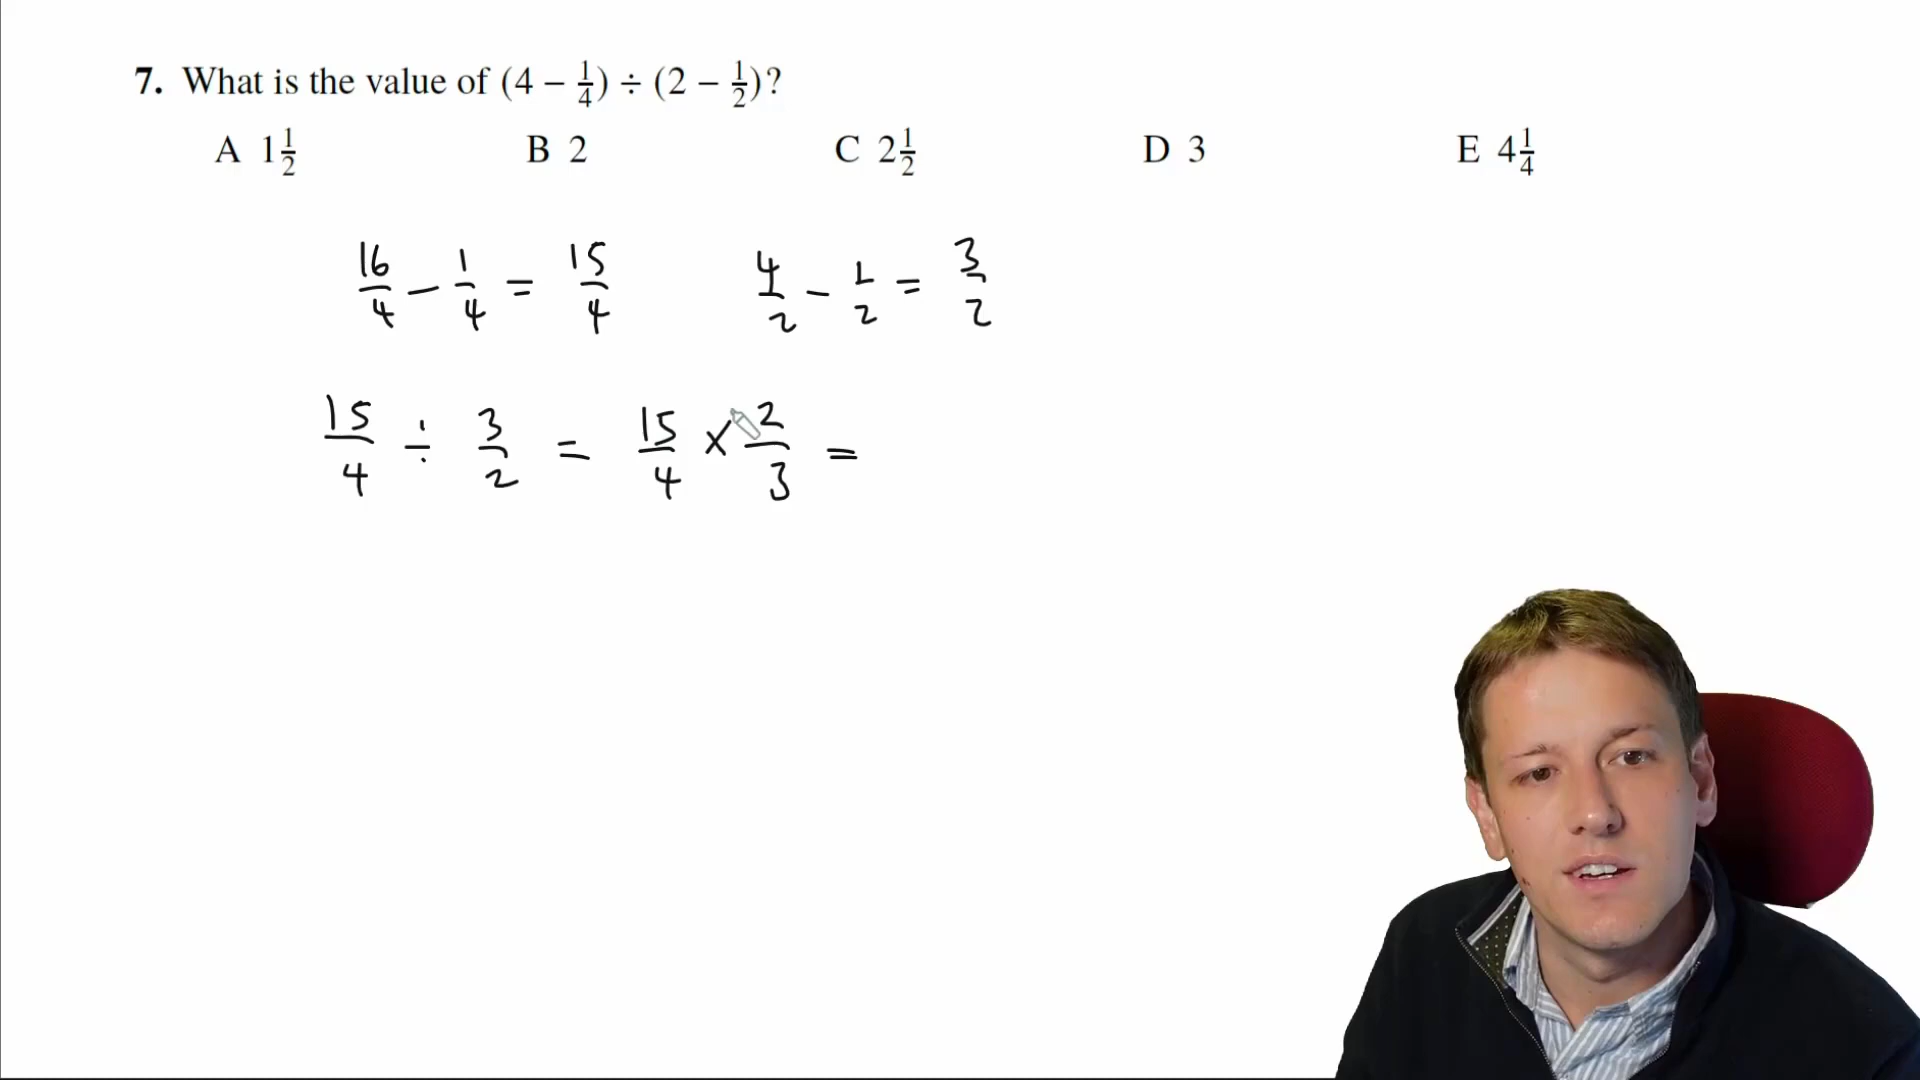 7. What is the value of (4 − 1/4) ÷ (2 − 1/2)?
A 1 1/2 B 2 C 2 1/2 D 3 E 4 1/4
16/4 − 1/4 = 15/4 4/2 − 1/2 = 3/2
15/4 ÷ 3/2 = 15/4 × 2/3 =